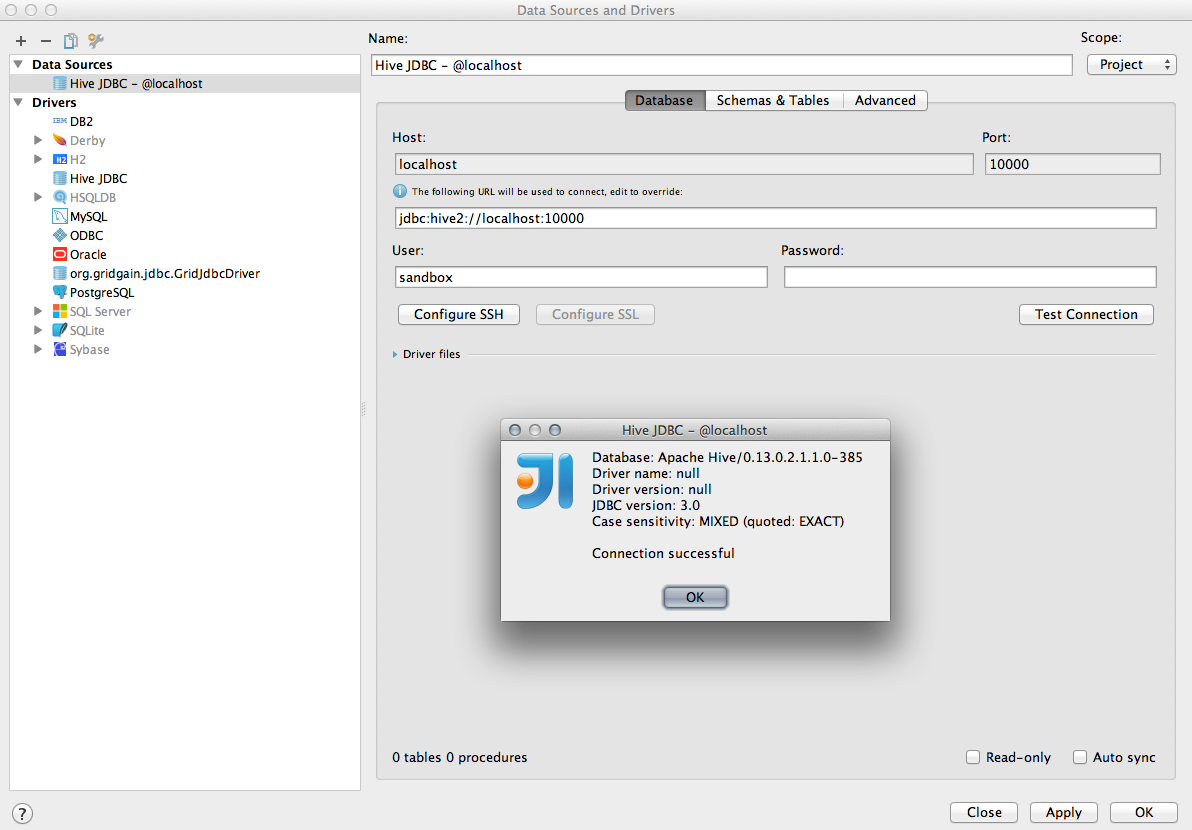 Data Sources and Drivers
Data Sources
Hive JDBC – @localhost
Drivers
IBM DB2
Derby
H2 H2
Hive JDBC
HSQLDB
MySQL
ODBC
Oracle
org.gridgain.jdbc.GridJdbcDriver
PostgreSQL
SQL Server
SQLite
Sybase
Name:
Scope:
Hive JDBC – @localhost
Project
Database Schemas & Tables Advanced
Host:
Port:
localhost
10000
The following URL will be used to connect, edit to override:
jdbc:hive2://localhost:10000
User:
Password:
sandbox
Configure SSH
Configure SSL
Test Connection
Driver files
Hive JDBC – @localhost
Database: Apache Hive/0.13.0.2.1.1.0-385
Driver name: null
Driver version: null
JDBC version: 3.0
Case sensitivity: MIXED (quoted: EXACT)
Connection successful
OK
0 tables 0 procedures
Read-only
Auto sync
?
Close
Apply
OK